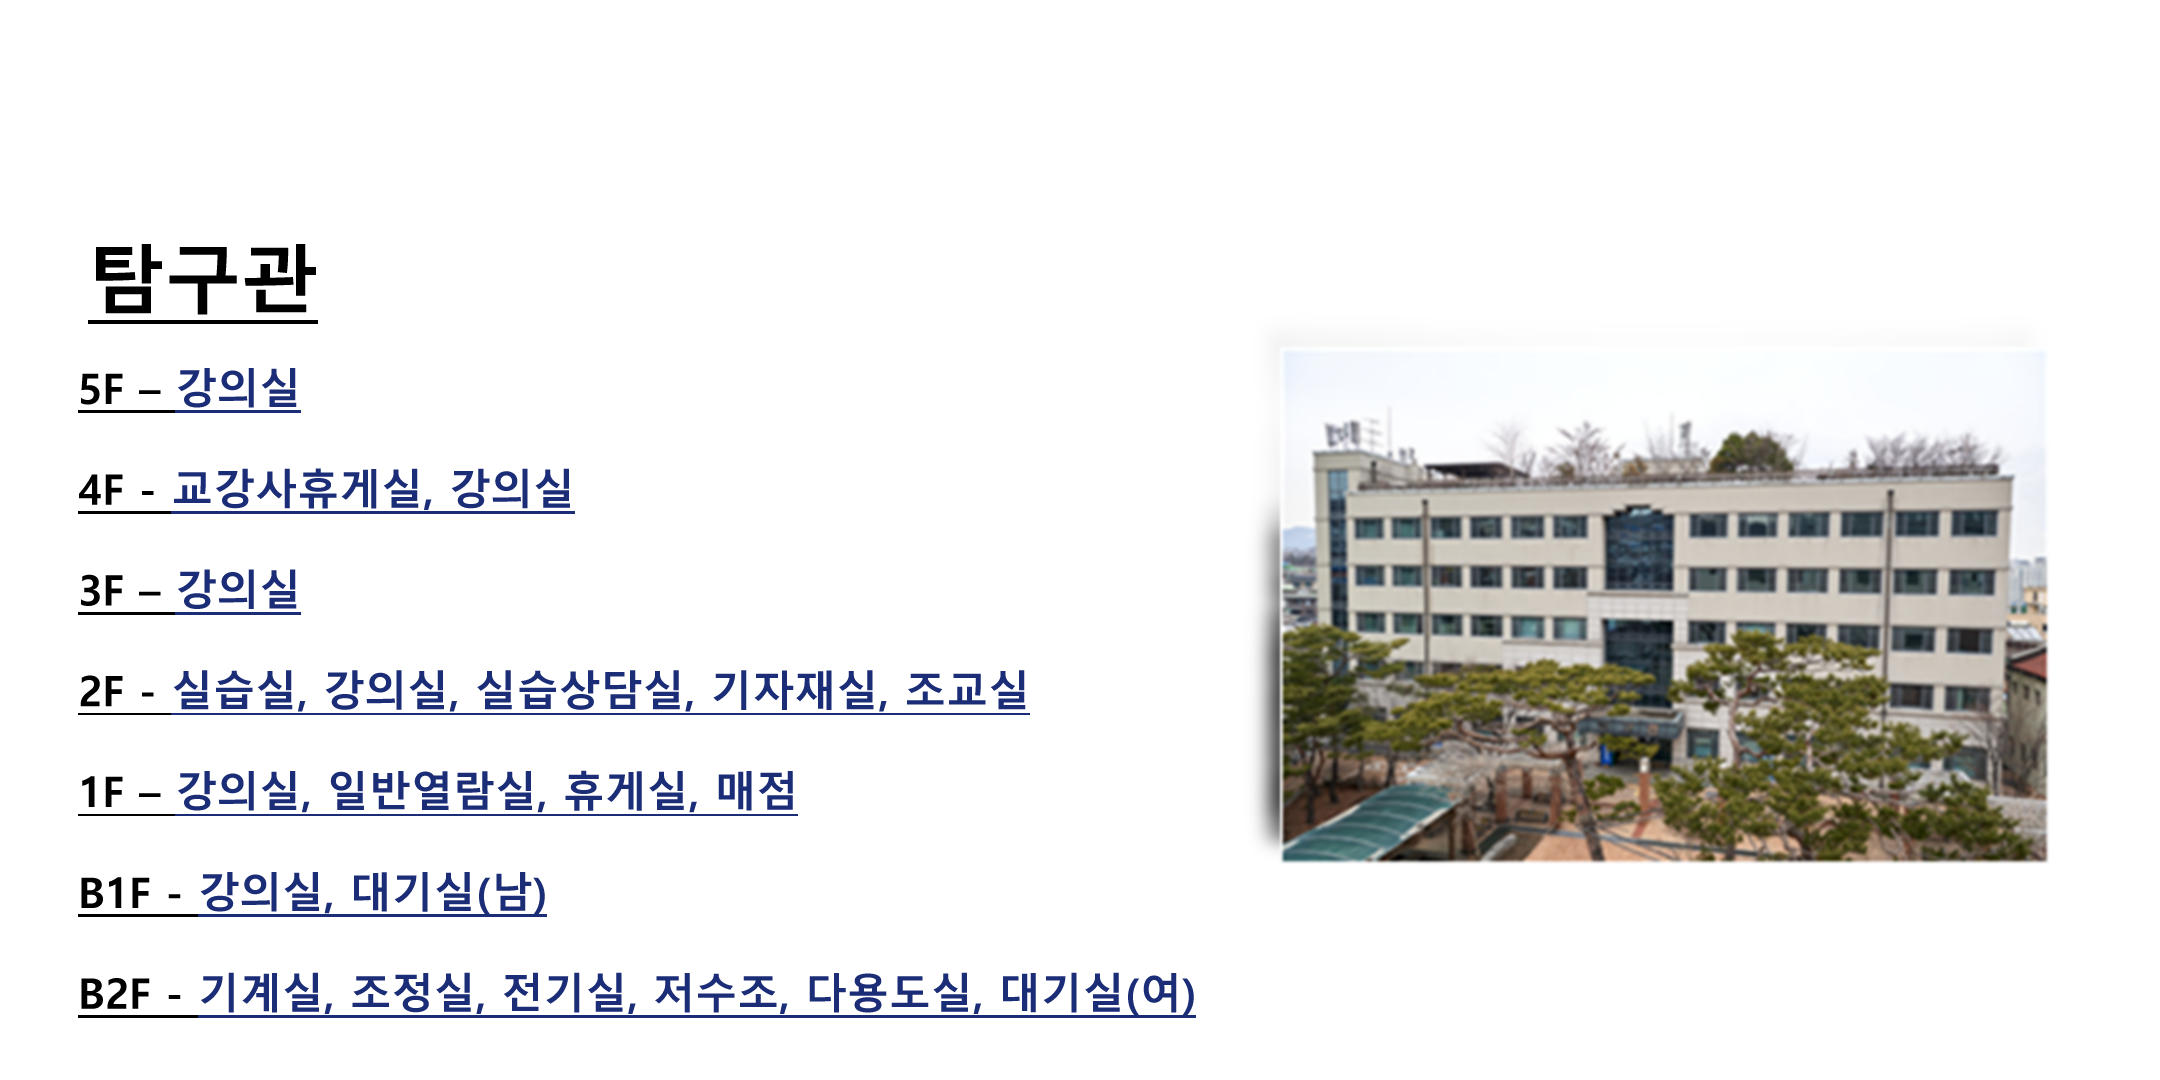 탐구관
5F – 강의실
4F - 교강사휴게실, 강의실
3F – 강의실
2F - 실습실, 강의실, 실습상담실, 기자재실, 조교실
1F – 강의실, 일반열람실, 휴게실, 매점
B1F - 강의실, 대기실(남)
B2F - 기계실, 조정실, 전기실, 저수조, 다용도실, 대기실(여)